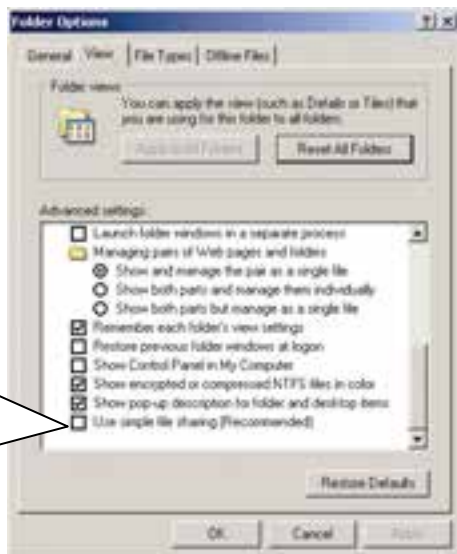 Folder Options
General View File Types Offline Files
Folder views
You can apply the view (such as Details or Tiles) that
you are using for this folder to all folders.
Apply to All Folders Reset All Folders
Advanced settings:
Launch folder windows in a separate process
Managing pairs of Web pages and folders
Show and manage the pair as a single file
Show both parts and manage them individually
Show both parts but manage as a single file
Remember each folder's view settings
Restore previous folder windows at logon
Show Control Panel in My Computer
Show encrypted or compressed NTFS files in color
Show pop-up description for folder and desktop items
Use simple file sharing (Recommended)
Restore Defaults
OK Cancel Apply